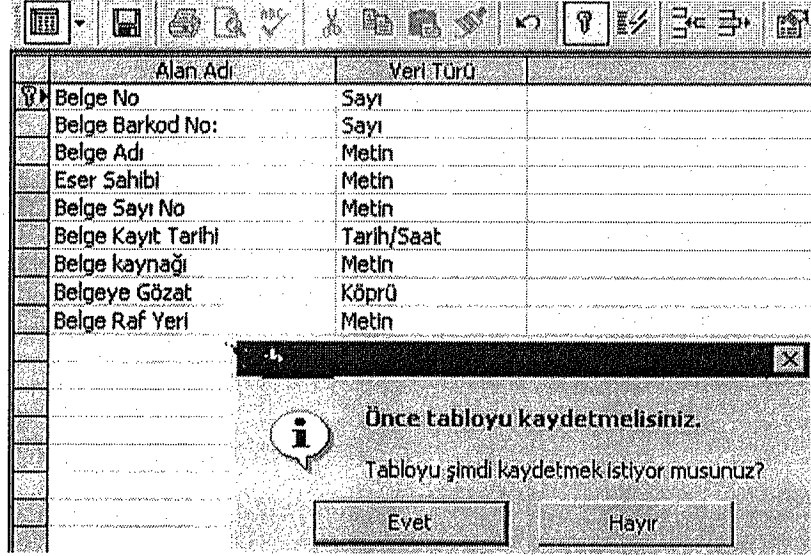 Alan Adı Veri Türü
Belge No Sayı
Belge Barkod No: Sayı
Belge Adı Metin
Eser Sahibi Metin
Belge Sayı No Metin
Belge Kayıt Tarihi Tarih/Saat
Belge kaynağı Metin
Belgeye Gözat Köprü
Belge Raf Yeri Metin
Önce tabloyu kaydetmelisiniz.
Tabloyu şimdi kaydetmek istiyor musunuz?
Evet Hayır